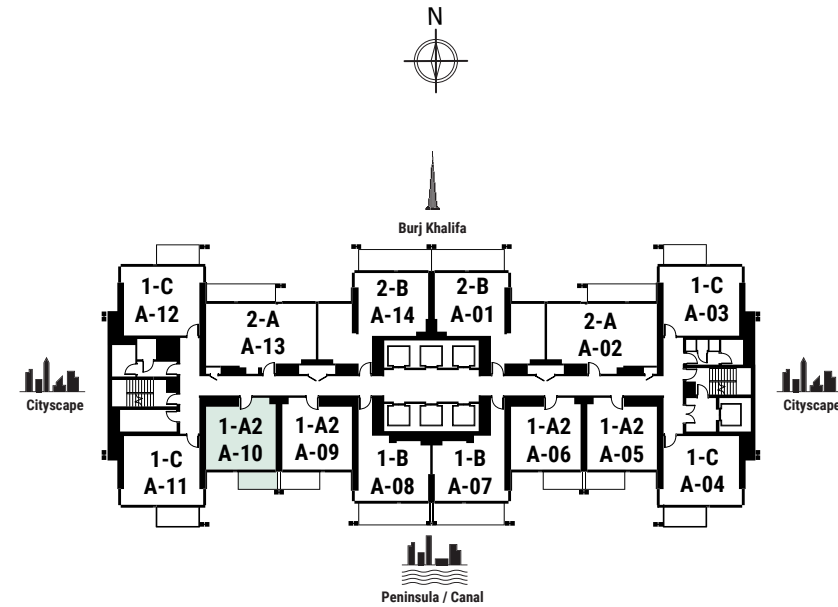 N
Burj Khalifa
1-C
A-12
2-A
A-13
2-B
A-14
2-B
A-01
2-A
A-02
1-C
A-03
Cityscape
Cityscape
1-C
A-11
1-A2
A-10
1-A2
A-09
1-B
A-08
1-B
A-07
1-A2
A-06
1-A2
A-05
1-C
A-04
Peninsula / Canal